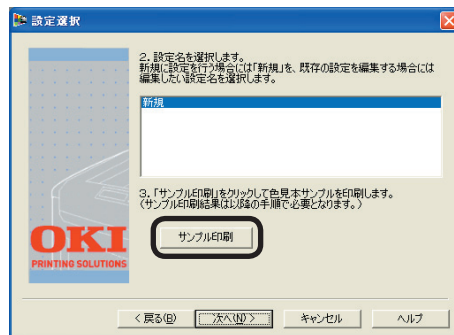 設定選択
2. 設定名を選択します。
新規に設定を行う場合には「新規」を、既存の設定を編集する場合には
編集したい設定名を選択します。
新規
3. 「サンプル印刷」をクリックして色見本サンプルを印刷します。
(サンプル印刷結果は以降の手順で必要となります。)
サンプル印刷
OKI
PRINTING SOLUTIONS
< 戻る(B)
次へ(N) >
キャンセル
ヘルプ